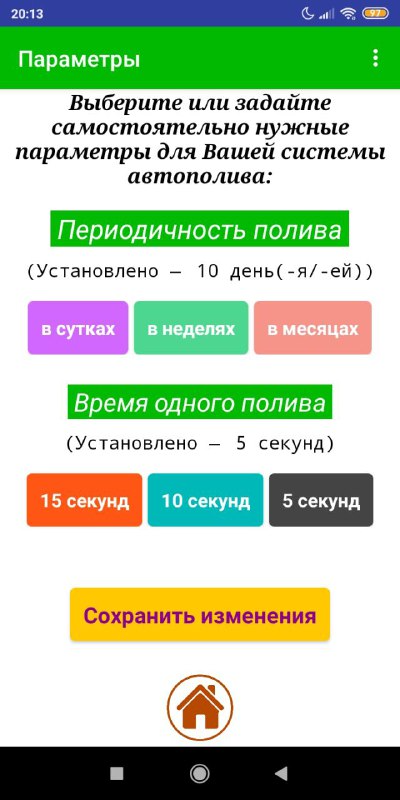 20:13
97
Параметры
Выберите или задайте
самостоятельно нужные
параметры для Вашей системы
автополива:
Периодичность полива
(Установлено — 10 день(-я/-ей))
в сутках в неделях в месяцах
Время одного полива
(Установлено — 5 секунд)
15 секунд 10 секунд 5 секунд
Сохранить изменения